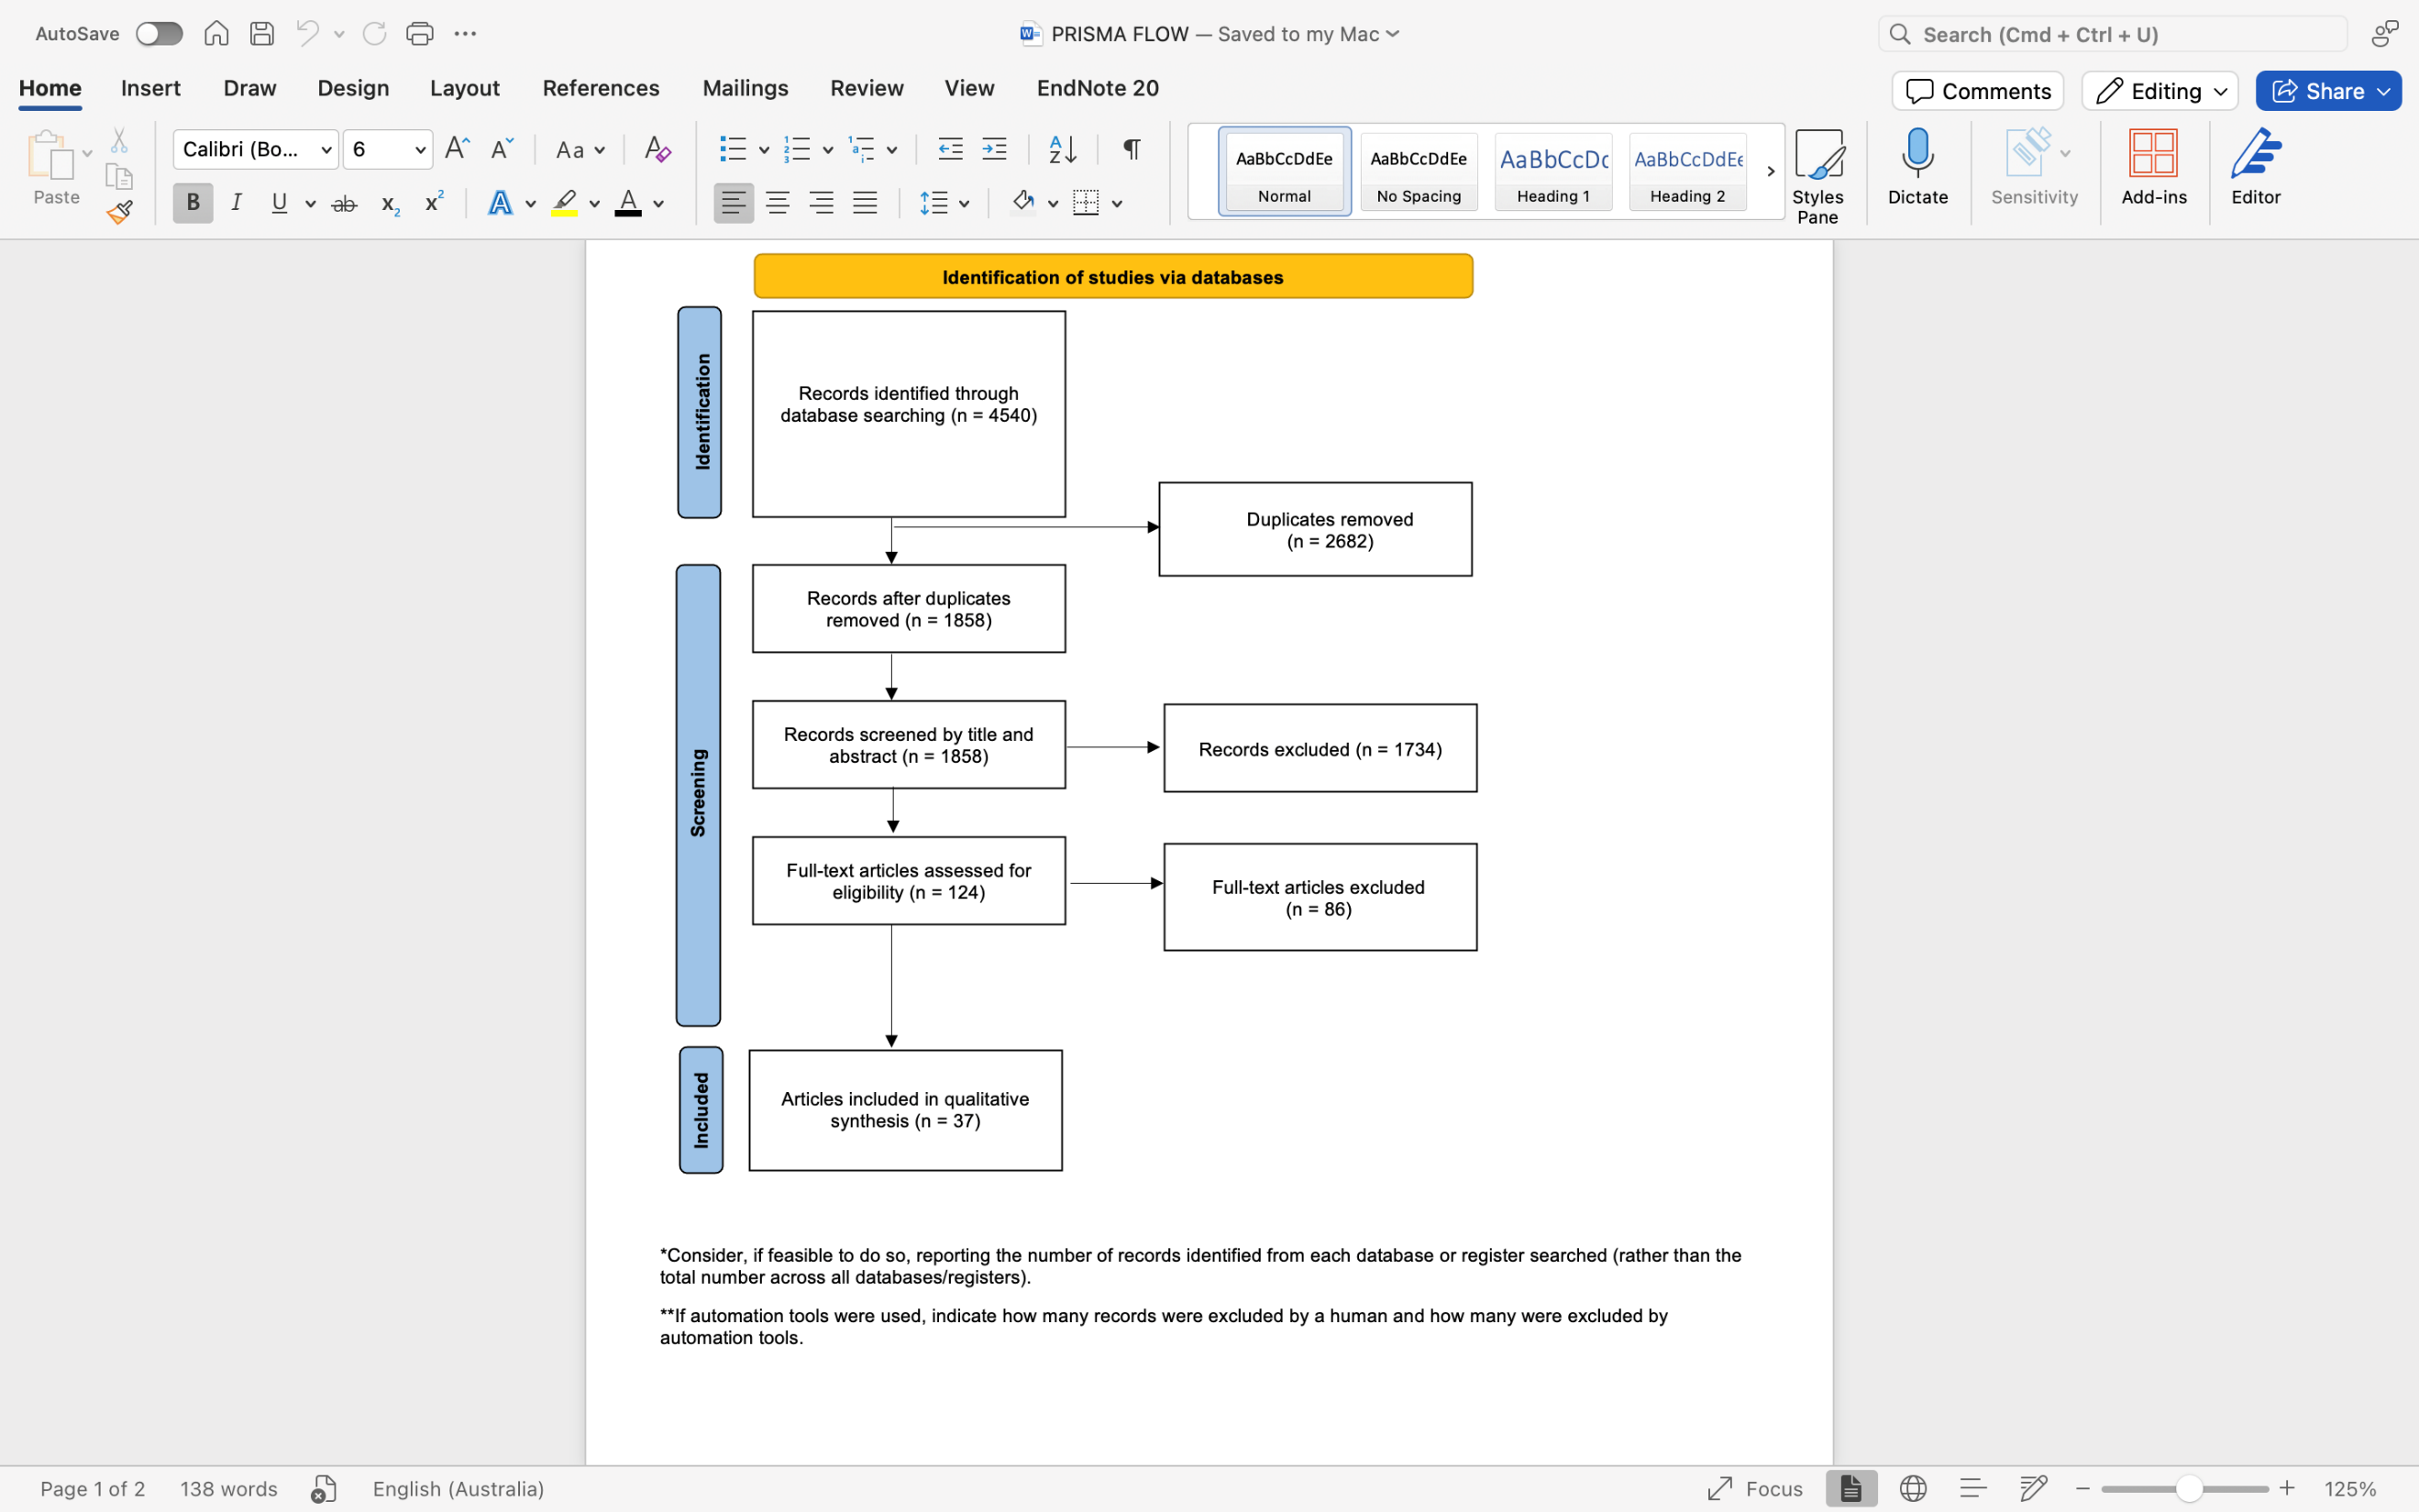 AutoSave
PRISMA FLOW — Saved to my Mac
Search (Cmd + Ctrl + U)
Home Insert Draw Design Layout References Mailings Review View EndNote 20
Comments Editing Share
Paste
Calibri (Bo... 6
AaBbCcDdEe Normal
AaBbCcDdEe No Spacing
AaBbCcDc Heading 1
AaBbCcDdEe Heading 2
Styles
Pane
Dictate
Sensitivity
Add-ins
Editor
Identification of studies via databases
Identification
Records identified through
database searching (n = 4540)
Duplicates removed
(n = 2682)
Screening
Records after duplicates
removed (n = 1858)
Records screened by title and
abstract (n = 1858)
Records excluded (n = 1734)
Full-text articles assessed for
eligibility (n = 124)
Full-text articles excluded
(n = 86)
Included
Articles included in qualitative
synthesis (n = 37)
*Consider, if feasible to do so, reporting the number of records identified from each database or register searched (rather than the
total number across all databases/registers).
**If automation tools were used, indicate how many records were excluded by a human and how many were excluded by
automation tools.
Page 1 of 2 138 words English (Australia) Focus 125%